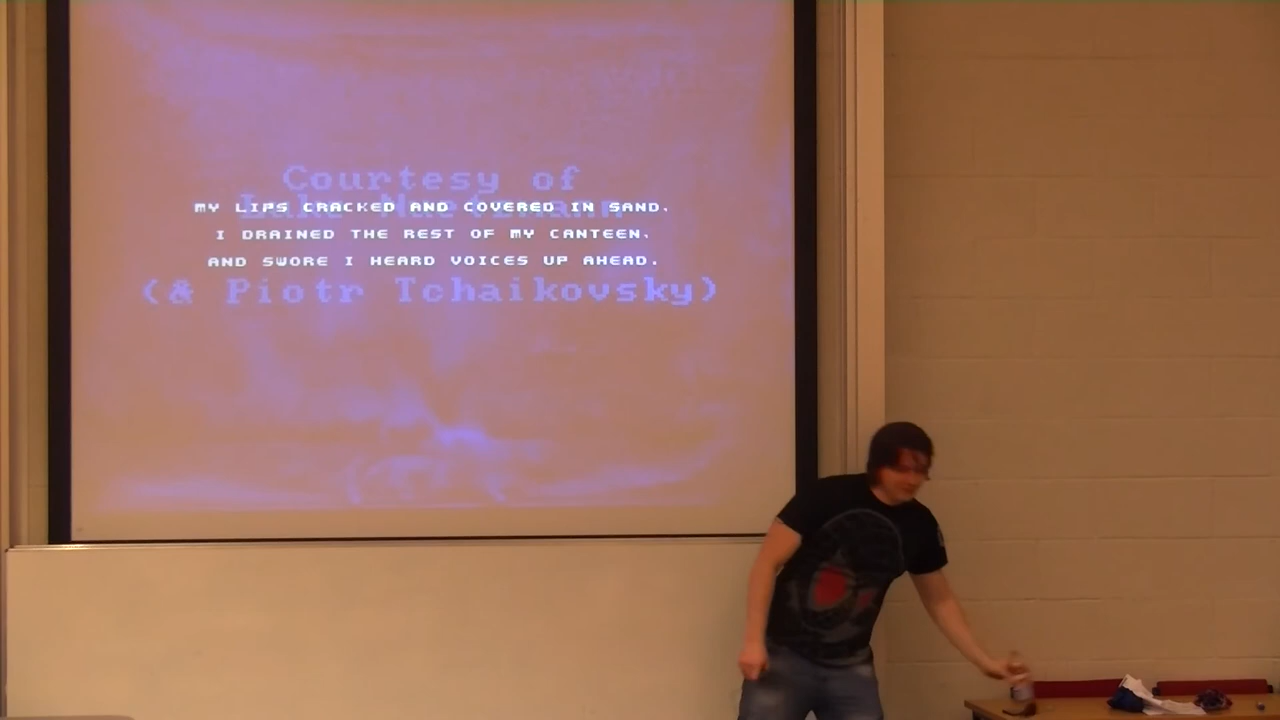 Courtesy of
MY LIPS CRACKED AND COVERED IN SAND,
I DRAINED THE REST OF MY CANTEEN,
AND SWORE I HEARD VOICES UP AHEAD.
(& Piotr Tchaikovsky)